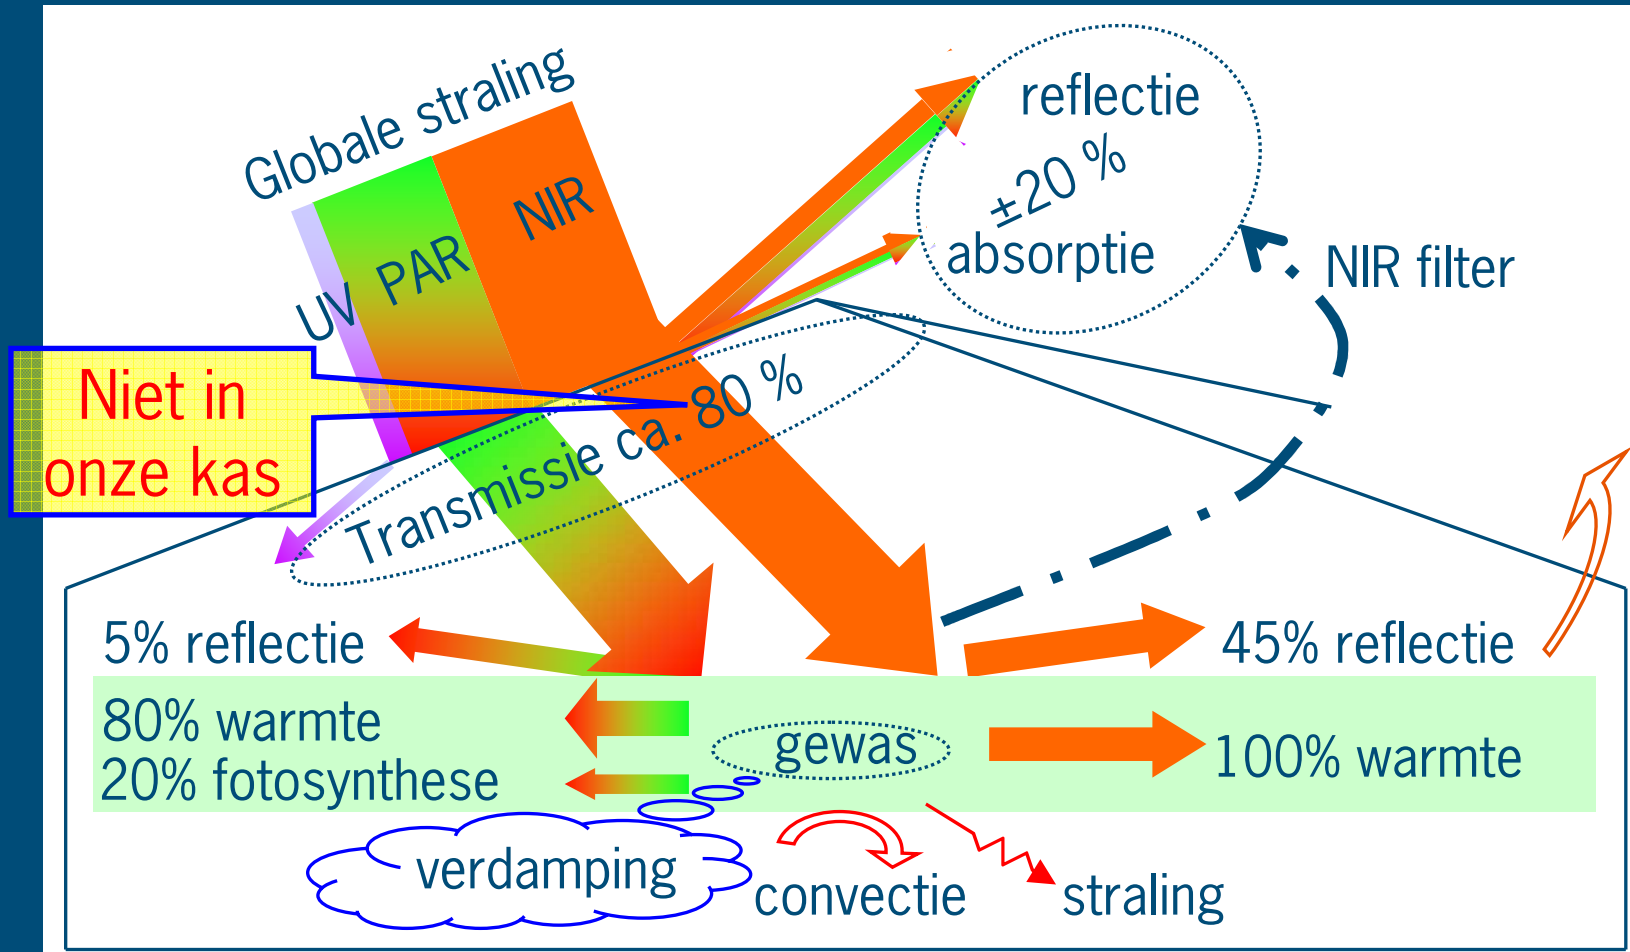 Globale straling
UV PAR NIR
reflectie
±20 %
absorptie
NIR filter
Niet in
onze kas
Transmissie ca. 80 %
5% reflectie
45% reflectie
80% warmte
20% fotosynthese
gewas
100% warmte
verdamping
convectie
straling